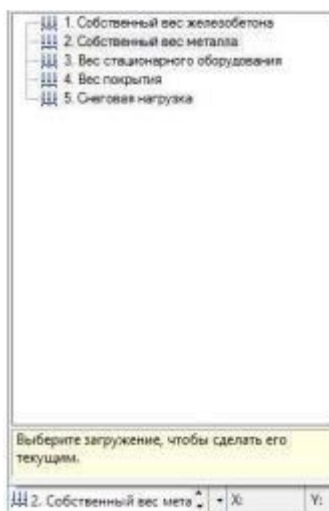 1. Собственный вес железобетона
2. Собственный вес металла
3. Вес стационарного оборудования
4. Вес покрытия
5. Снеговая нагрузка
Выберите загружение, чтобы сделать его
текущим.
2. Собственный вес мета X: Y: